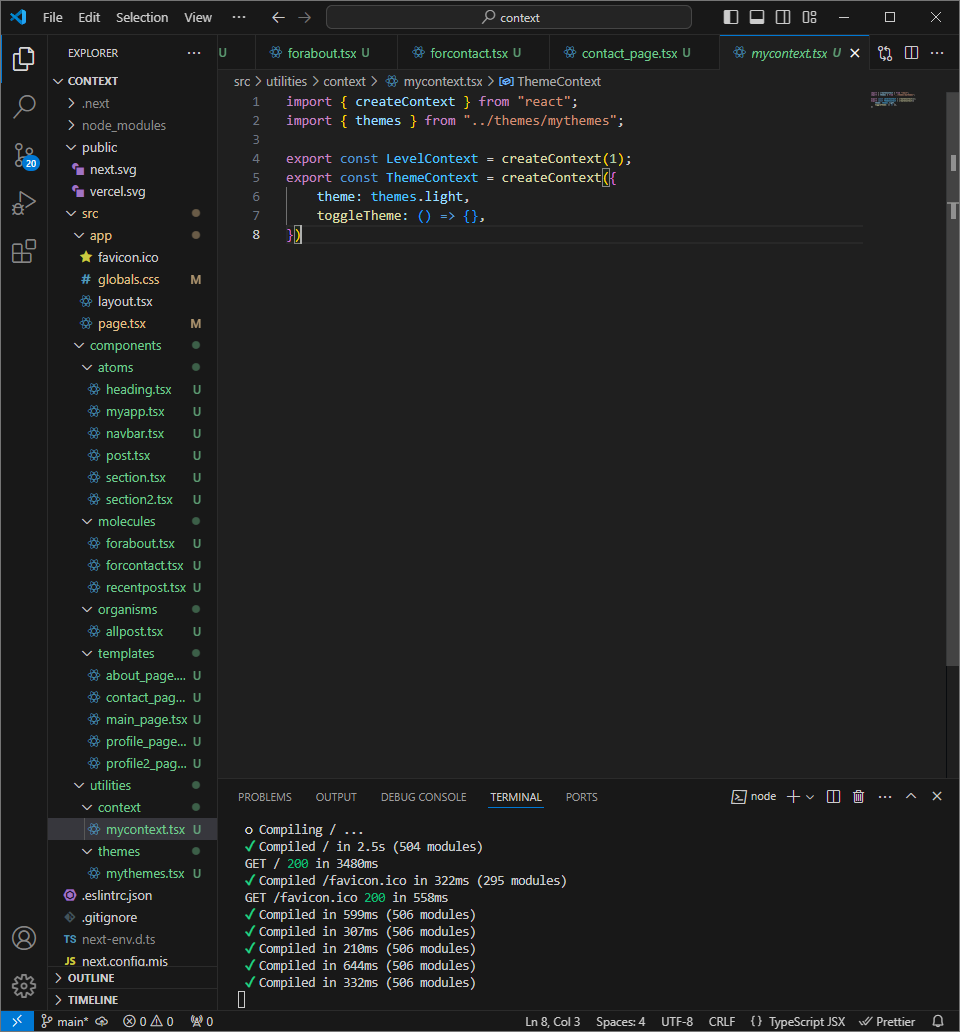 File Edit Selection View ··· context
EXPLORER ···
CONTEXT
.next
node_modules
public
next.svg
vercel.svg
src
app
favicon.ico
# globals.css M
layout.tsx
page.tsx M
components
atoms
heading.tsx U
myapp.tsx U
navbar.tsx U
post.tsx U
section.tsx U
section2.tsx U
molecules
forabout.tsx U
forcontact.tsx U
recentpost.tsx U
organisms
allpost.tsx U
templates
about_page.... U
contact_pag... U
main_page.tsx U
profile_page... U
profile2_pag... U
utilities
context
mycontext.tsx U
themes
mythemes.tsx U
.eslintrc.json
.gitignore
TS next-env.d.ts
JS next.config.mjs
OUTLINE
TIMELINE
20
U forabout.tsx U forcontact.tsx U contact_page.tsx U mycontext.tsx U ···
src > utilities > context > mycontext.tsx > ThemeContext
1 import { createContext } from "react";
2 import { themes } from "../themes/mythemes";
3
4 export const LevelContext = createContext(1);
5 export const ThemeContext = createContext({
6 theme: themes.light,
7 toggleTheme: () => {},
8 })
PROBLEMS OUTPUT DEBUG CONSOLE TERMINAL PORTS node ···
○ Compiling / ...
✓ Compiled / in 2.5s (504 modules)
GET / 200 in 3480ms
✓ Compiled /favicon.ico in 322ms (295 modules)
GET /favicon.ico 200 in 558ms
✓ Compiled in 599ms (506 modules)
✓ Compiled in 307ms (506 modules)
✓ Compiled in 210ms (506 modules)
✓ Compiled in 644ms (506 modules)
✓ Compiled in 332ms (506 modules)
main* 0 0 0 Ln 8, Col 3 Spaces: 4 UTF-8 CRLF {} TypeScript JSX Prettier